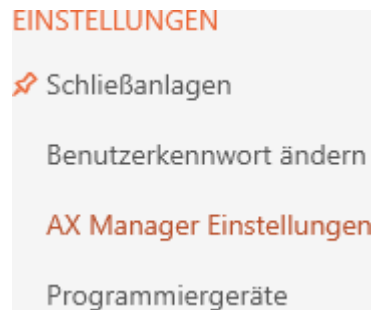 EINSTELLUNGEN
Schließanlagen
Benutzerkennwort ändern
AX Manager Einstellungen
Programmiergeräte